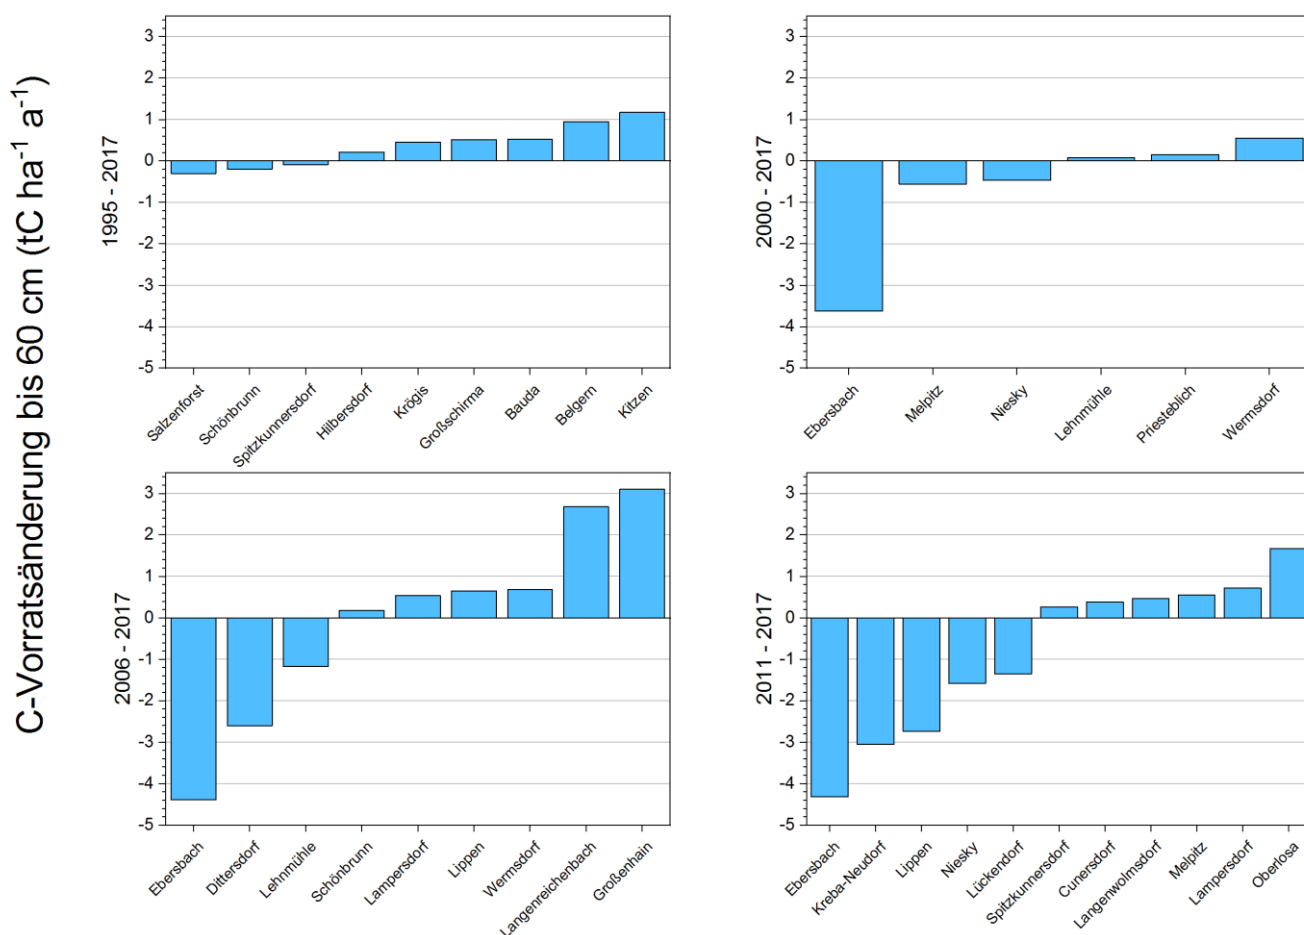 C-Vorratsänderung bis 60 cm (tC ha-1 a-1)
1995 - 2017
3
2
1
0
-1
-2
-3
-4
-5
Salzenforst
Schönbrunn
Spitzkunnersdorf
Hilbersdorf
Krögis
Großschirma
Bauda
Belgern
Kitzen
2000 - 2017
3
2
1
0
-1
-2
-3
-4
-5
Ebersbach
Melpitz
Niesky
Lehnmühle
Priesteblich
Wermsdorf
2006 - 2017
3
2
1
0
-1
-2
-3
-4
-5
Ebersbach
Dittersdorf
Lehnmühle
Schönbrunn
Lampersdorf
Lippen
Wermsdorf
Langenreichenbach
Großenhain
2011 - 2017
3
2
1
0
-1
-2
-3
-4
-5
Ebersbach
Kreba-Neudorf
Lippen
Niesky
Lückendorf
Spitzkunnersdorf
Cunersdorf
Langenwolmsdorf
Melpitz
Lampersdorf
Oberlosa